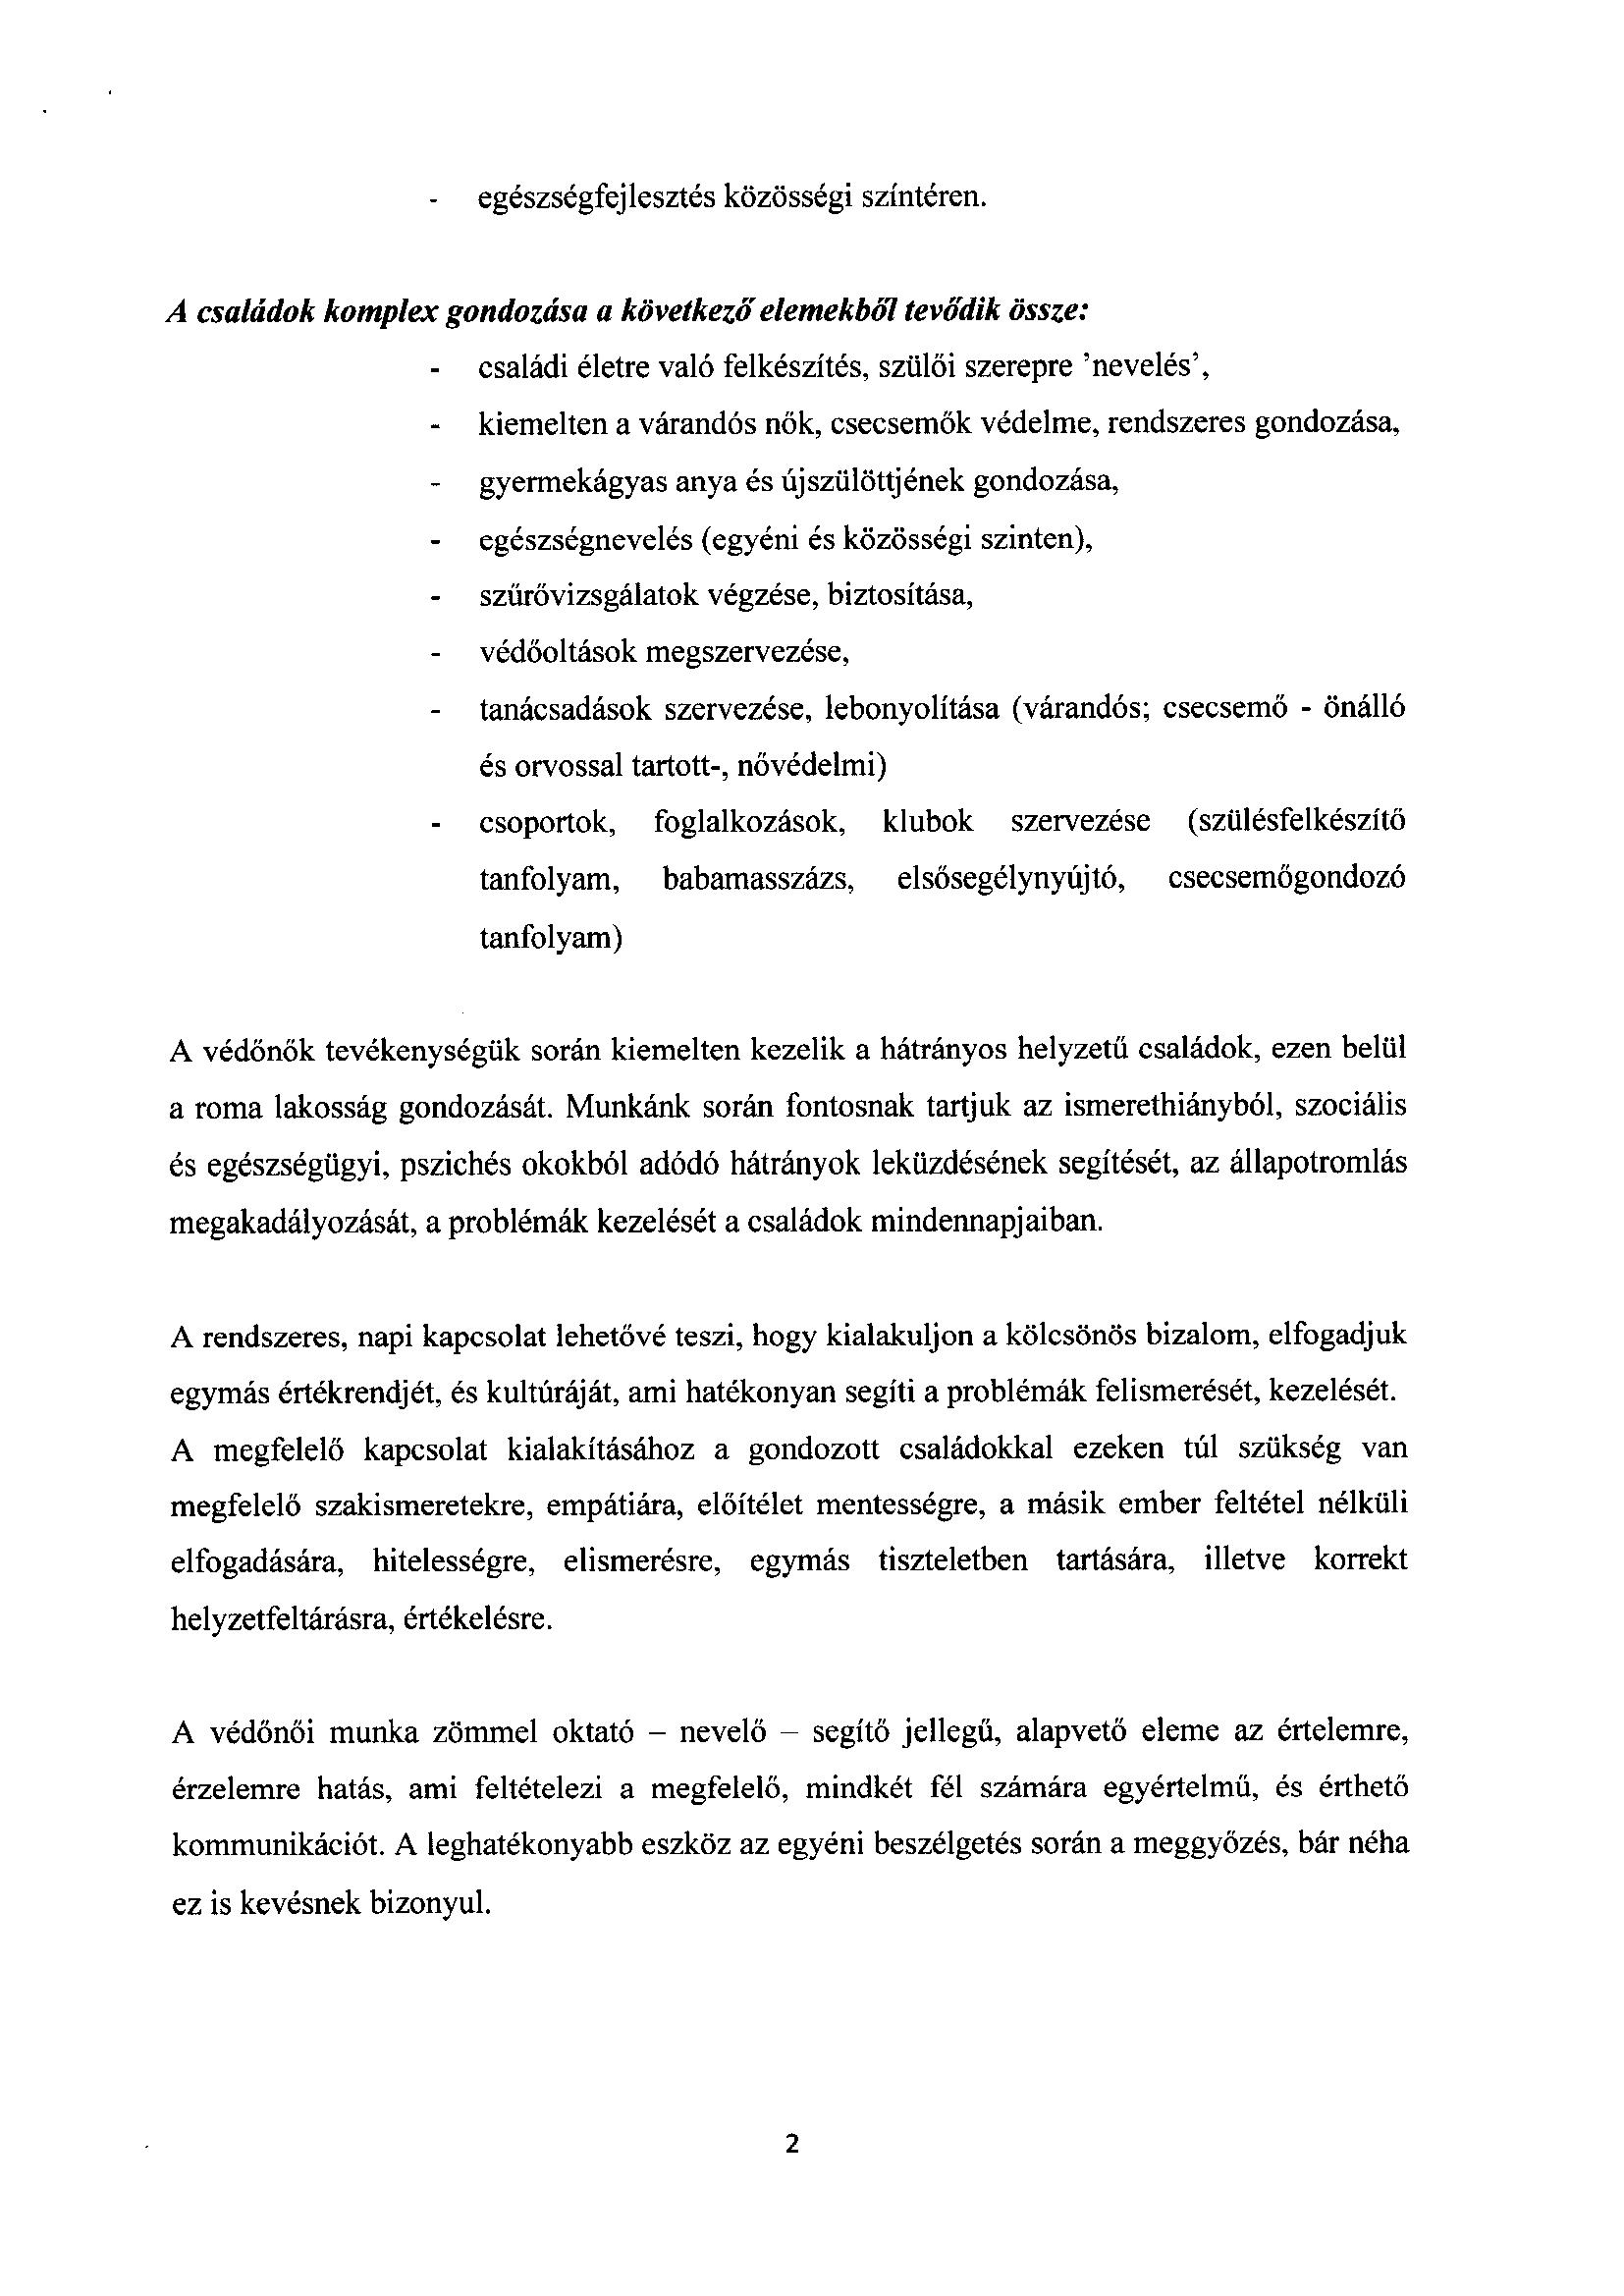 - egészségfejlesztés közösségi színtéren.
A családok komplex gondozása a következő elemekből tevődik össze:
- családi életre való felkészítés, szülői szerepre ’nevelés’,
- kiemelten a várandós nők, csecsemők védelme, rendszeres gondozása,
- gyermekágyas anya és újszülöttjének gondozása,
- egészségnevelés (egyéni és közösségi szinten),
- szűrővizsgálatok végzése, biztosítása,
- védőoltások megszervezése,
- tanácsadások szervezése, lebonyolítása (várandós; csecsemő - önálló
és orvossal tartott-, nővédelmi)
- csoportok, foglalkozások, klubok szervezése (szülésfelkészítő
tanfolyam, babamasszázs, elsősegélynyújtó, csecsemőgondozó
tanfolyam)
A védőnők tevékenységük során kiemelten kezelik a hátrányos helyzetű családok, ezen belül
a roma lakosság gondozását. Munkánk során fontosnak tartjuk az ismerethiányból, szociális
és egészségügyi, pszichés okokból adódó hátrányok leküzdésének segítését, az állapotromlás
megakadályozását, a problémák kezelését a családok mindennapjaiban.
A rendszeres, napi kapcsolat lehetővé teszi, hogy kialakuljon a kölcsönös bizalom, elfogadjuk
egymás értékrendjét, és kultúráját, ami hatékonyan segíti a problémák felismerését, kezelését.
A megfelelő kapcsolat kialakításához a gondozott családokkal ezeken túl szükség van
megfelelő szakismeretekre, empátiára, előítélet mentességre, a másik ember feltétel nélküli
elfogadására, hitelességre, elismerésre, egymás tiszteletben tartására, illetve korrekt
helyzetfeltárásra, értékelésre.
A védőnői munka zömmel oktató – nevelő – segítő jellegű, alapvető eleme az értelemre,
érzelemre hatás, ami feltételezi a megfelelő, mindkét fél számára egyértelmű, és érthető
kommunikációt. A leghatékonyabb eszköz az egyéni beszélgetés során a meggyőzés, bár néha
ez is kevésnek bizonyul.
2